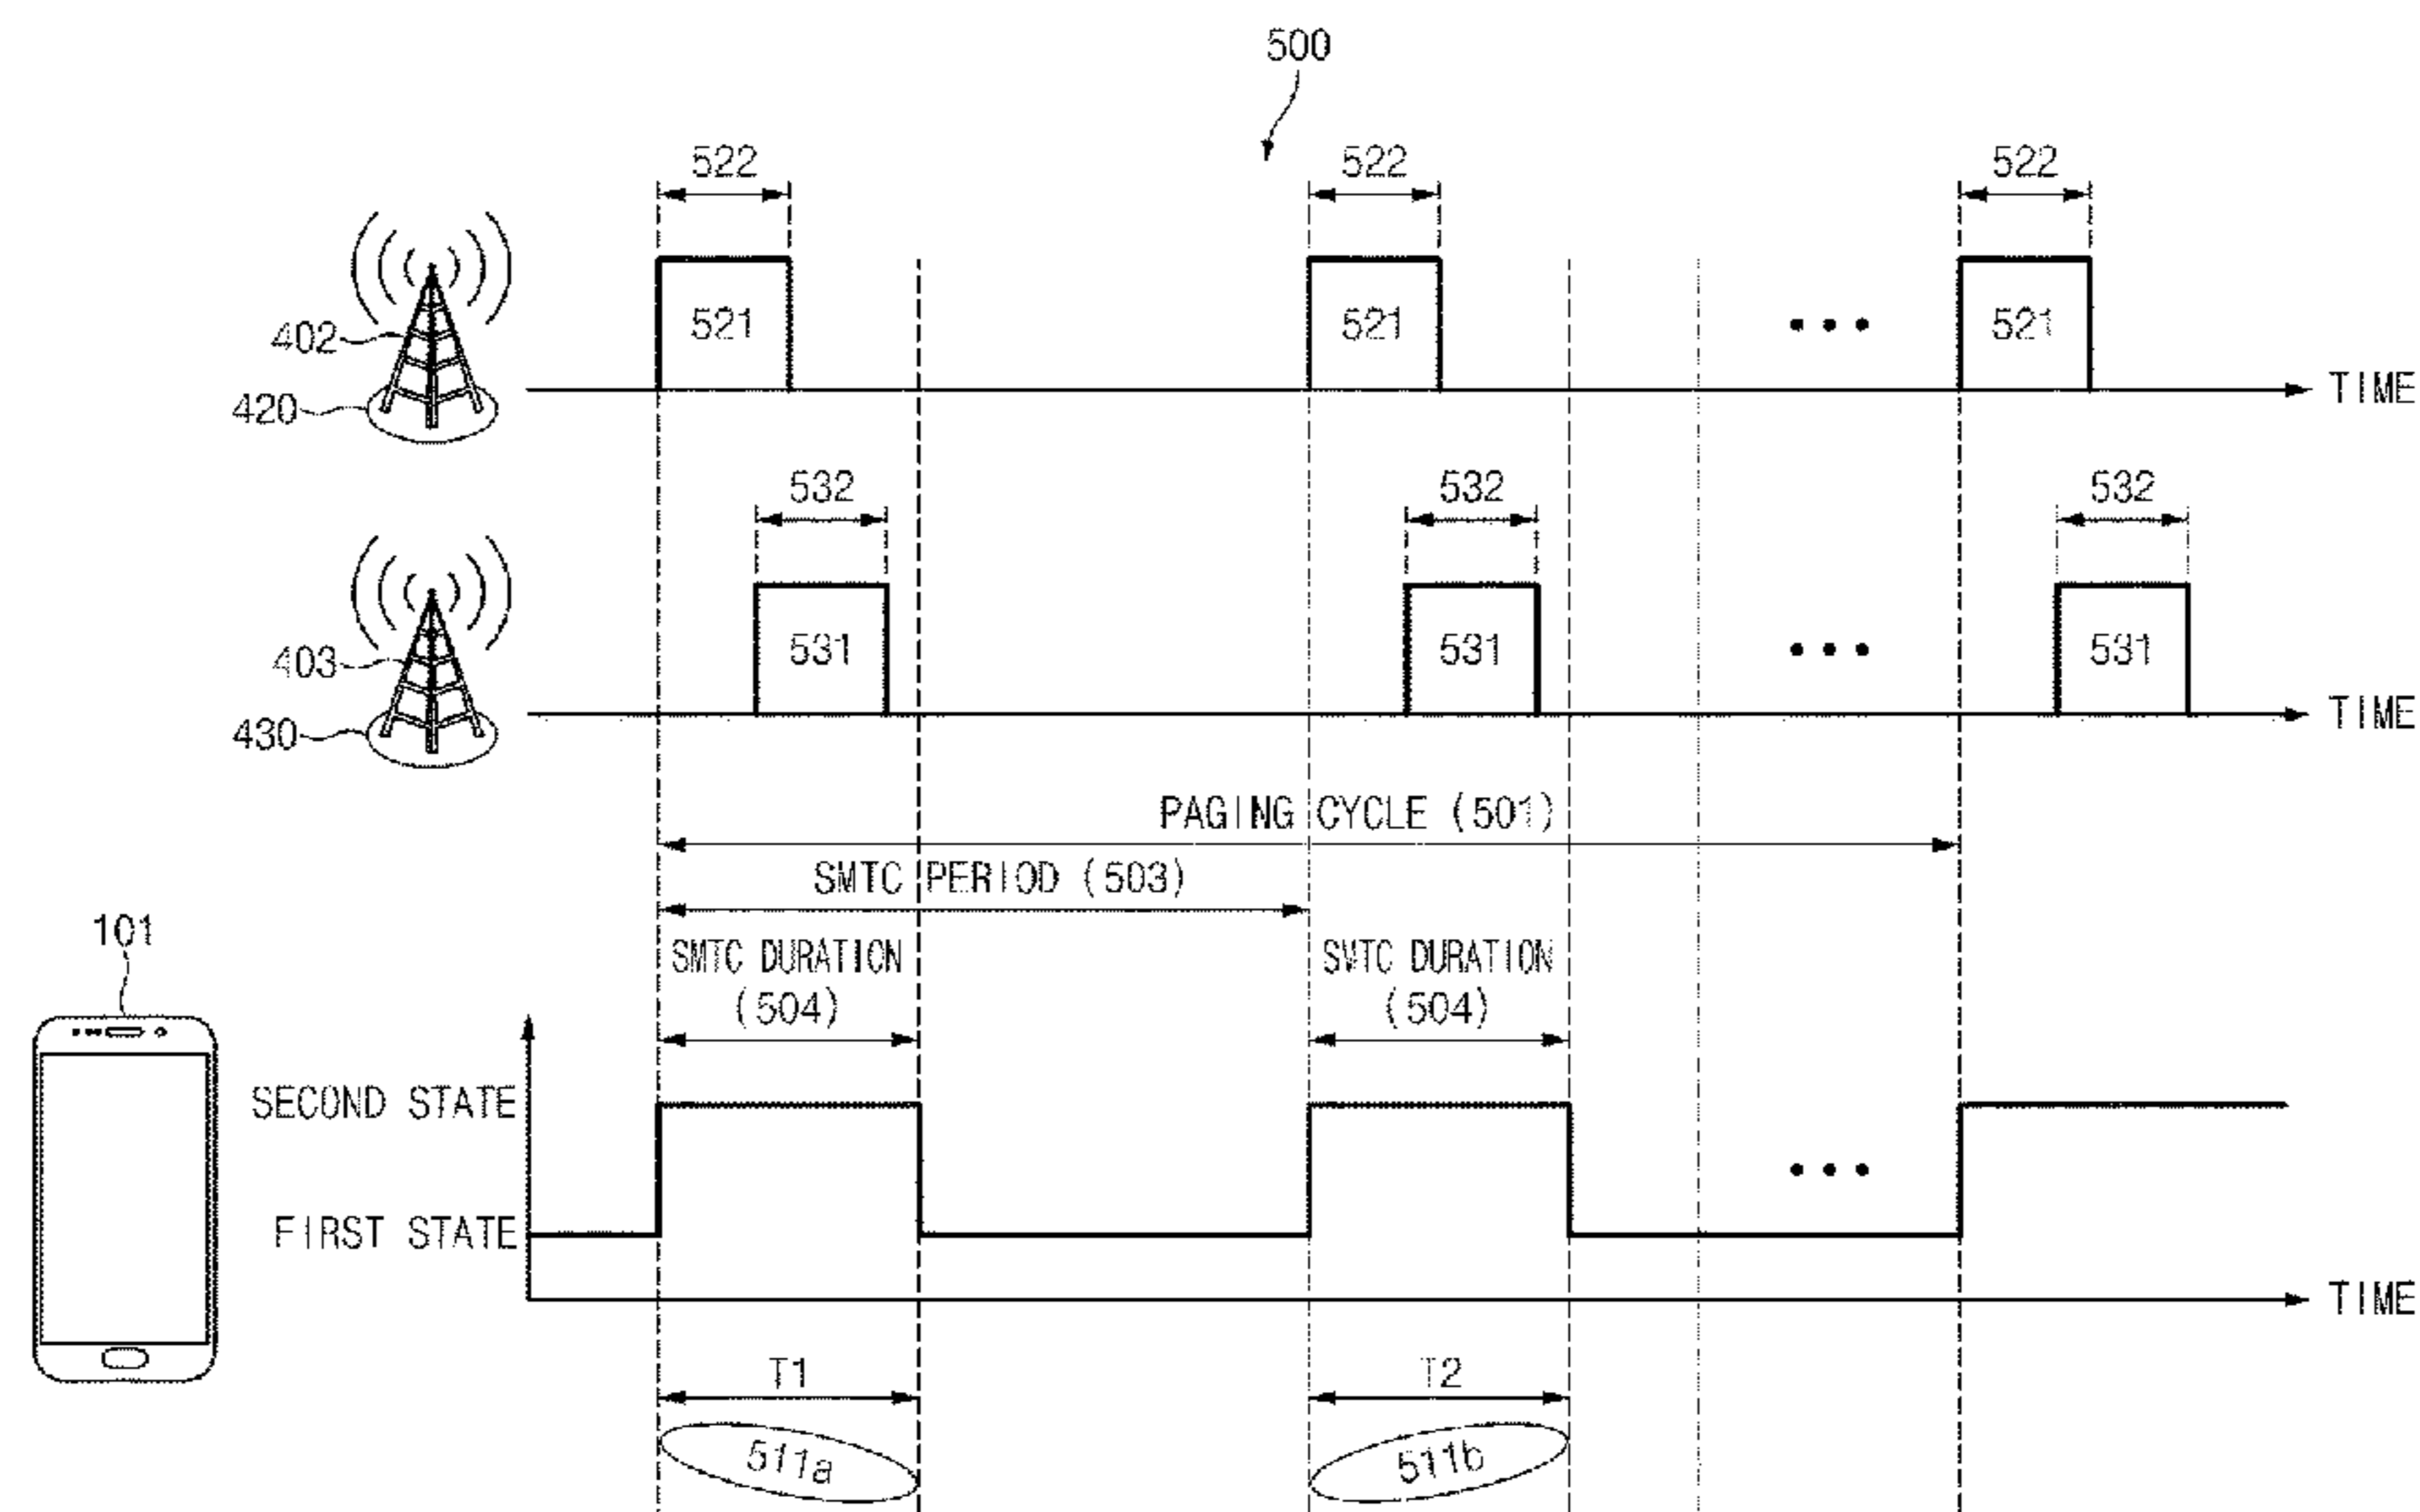 500
522 522 522
402
521 521 521
420
TIME
532 532 532
403
531 531 531
430
TIME
PAGING CYCLE (501)
SMTC PERIOD (503)
101
SMTC DURATION SMTC DURATION
(504) (504)
SECOND STATE
FIRST STATE
TIME
T1 T2
511a 511b